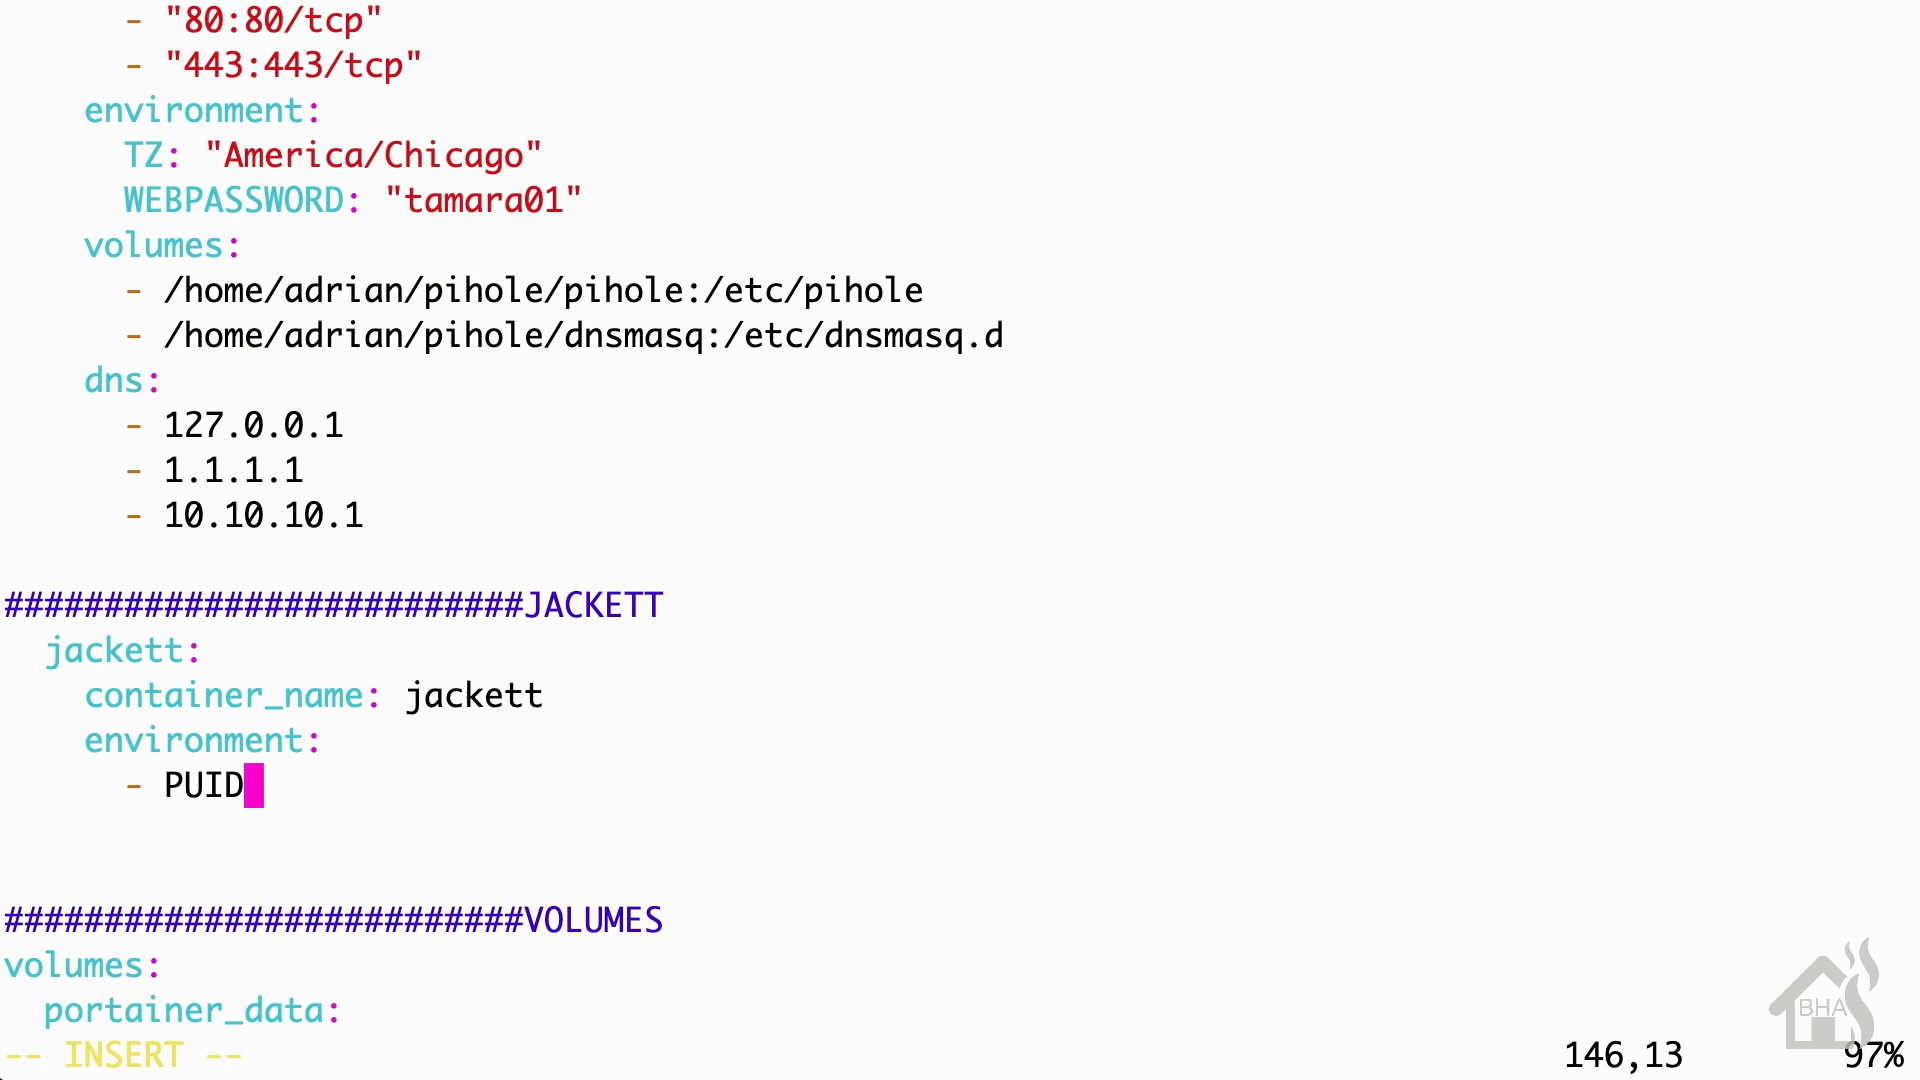 - "80:80/tcp"
      - "443:443/tcp"
    environment:
      TZ: "America/Chicago"
      WEBPASSWORD: "tamara01"
    volumes:
      - /home/adrian/pihole/pihole:/etc/pihole
      - /home/adrian/pihole/dnsmasq:/etc/dnsmasq.d
    dns:
      - 127.0.0.1
      - 1.1.1.1
      - 10.10.10.1

##########################JACKETT
  jackett:
    container_name: jackett
    environment:
      - PUID


##########################VOLUMES
volumes:
  portainer_data:
BHA
-- INSERT -- 146,13 97%